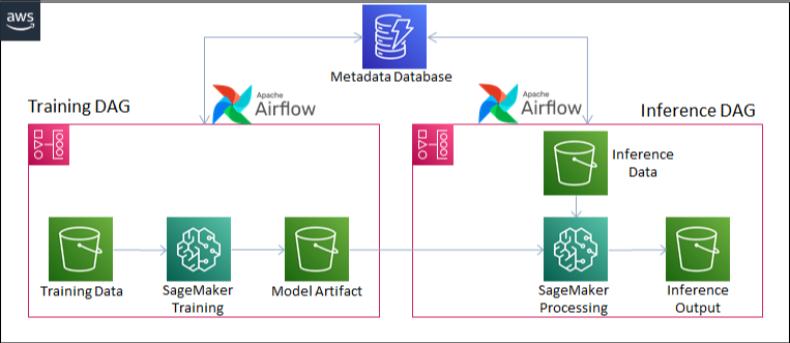 aws
Metadata Database
Training DAG
Apache
Airflow
Apache
Airflow
Inference DAG
Inference
Data
Training Data
SageMaker
Training
Model Artifact
SageMaker
Processing
Inference
Output